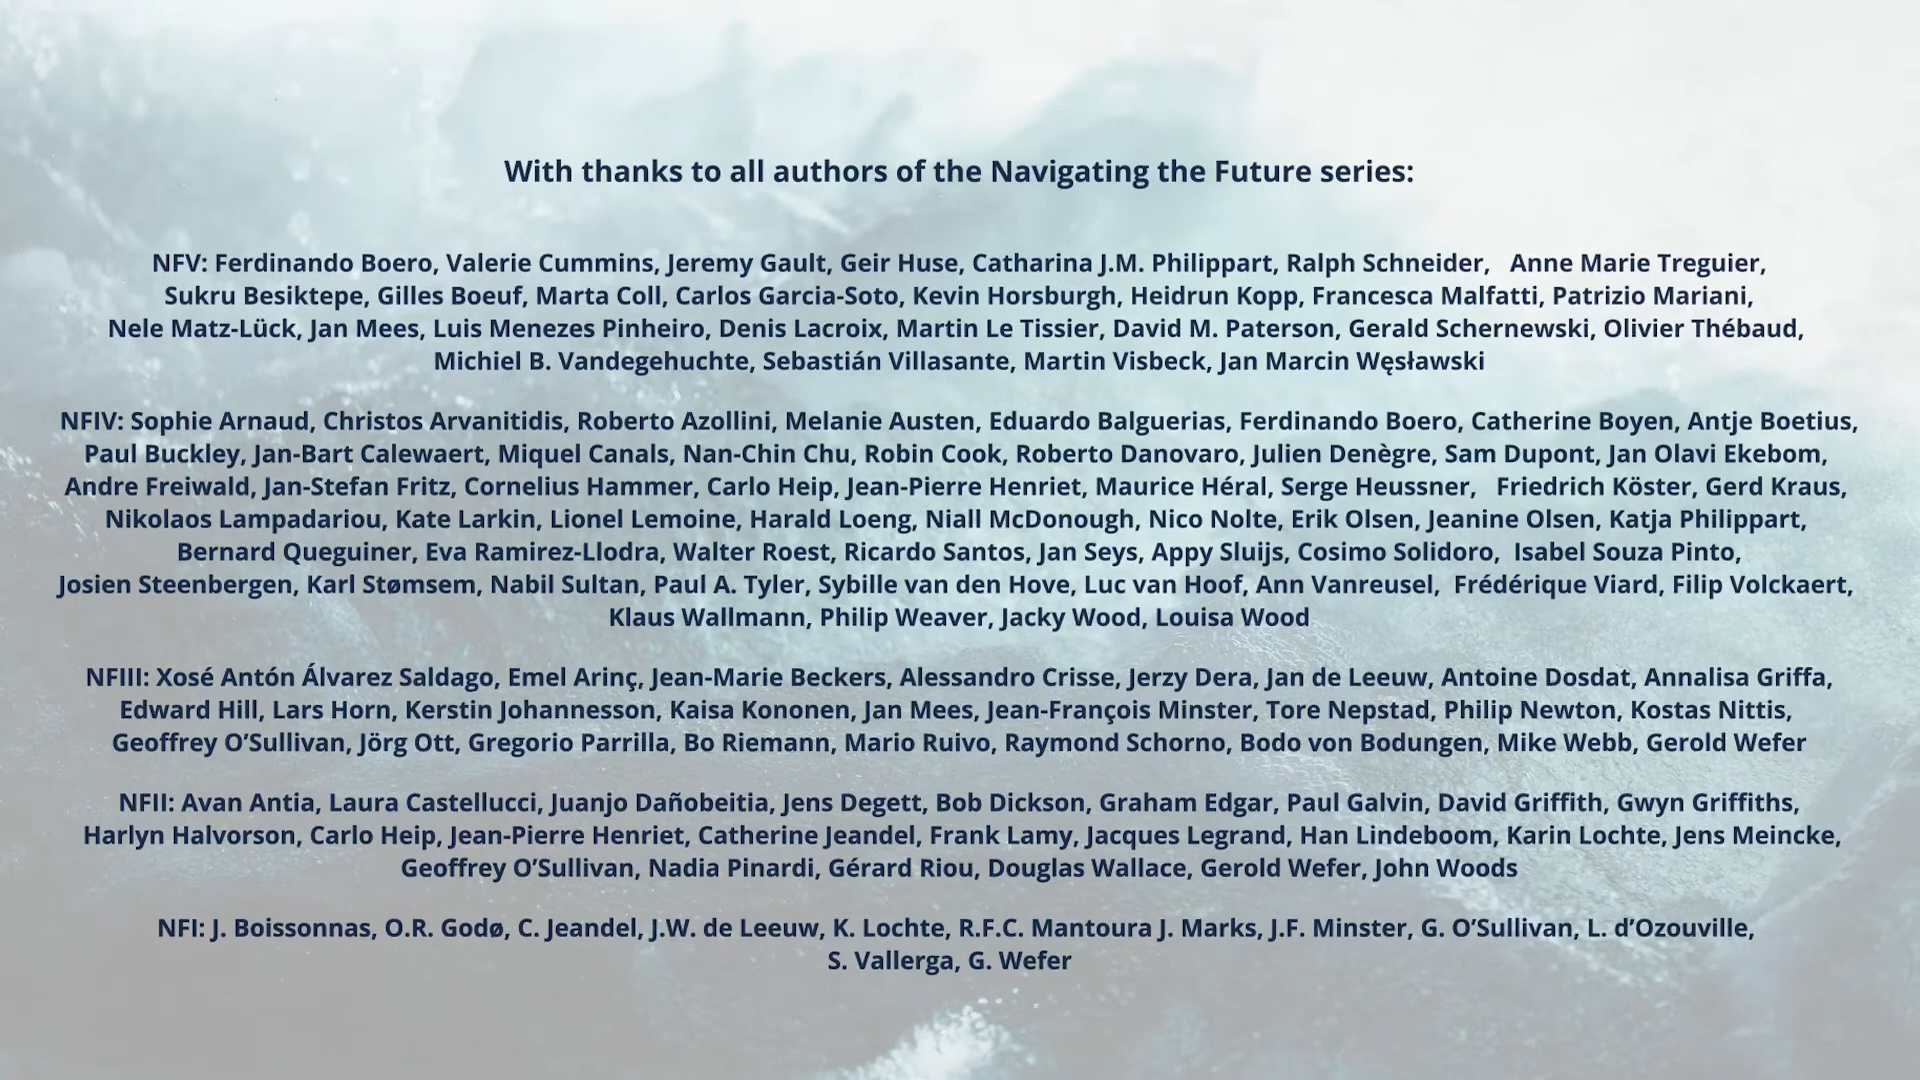 With thanks to all authors of the Navigating the Future series:
NFV: Ferdinando Boero, Valerie Cummins, Jeremy Gault, Geir Huse, Catharina J.M. Philippart, Ralph Schneider, Anne Marie Treguier,
Sukru Besiktepe, Gilles Boeuf, Marta Coll, Carlos Garcia-Soto, Kevin Horsburgh, Heidrun Kopp, Francesca Malfatti, Patrizio Mariani,
Nele Matz-Lück, Jan Mees, Luis Menezes Pinheiro, Denis Lacroix, Martin Le Tissier, David M. Paterson, Gerald Schernewski, Olivier Thébaud,
Michiel B. Vandegehuchte, Sebastián Villasante, Martin Visbeck, Jan Marcin Węsławski
NFIV: Sophie Arnaud, Christos Arvanitidis, Roberto Azollini, Melanie Austen, Eduardo Balguerias, Ferdinando Boero, Catherine Boyen, Antje Boetius,
Paul Buckley, Jan-Bart Calewaert, Miquel Canals, Nan-Chin Chu, Robin Cook, Roberto Danovaro, Julien Denègre, Sam Dupont, Jan Olavi Ekebom,
Andre Freiwald, Jan-Stefan Fritz, Cornelius Hammer, Carlo Heip, Jean-Pierre Henriet, Maurice Héral, Serge Heussner, Friedrich Köster, Gerd Kraus,
Nikolaos Lampadariou, Kate Larkin, Lionel Lemoine, Harald Loeng, Niall McDonough, Nico Nolte, Erik Olsen, Jeanine Olsen, Katja Philippart,
Bernard Queguiner, Eva Ramirez-Llodra, Walter Roest, Ricardo Santos, Jan Seys, Appy Sluijs, Cosimo Solidoro, Isabel Souza Pinto,
Josien Steenbergen, Karl Stømsem, Nabil Sultan, Paul A. Tyler, Sybille van den Hove, Luc van Hoof, Ann Vanreusel, Frédérique Viard, Filip Volckaert,
Klaus Wallmann, Philip Weaver, Jacky Wood, Louisa Wood
NFIII: Xosé Antón Álvarez Saldago, Emel Arinç, Jean-Marie Beckers, Alessandro Crisse, Jerzy Dera, Jan de Leeuw, Antoine Dosdat, Annalisa Griffa,
Edward Hill, Lars Horn, Kerstin Johannesson, Kaisa Kononen, Jan Mees, Jean-François Minster, Tore Nepstad, Philip Newton, Kostas Nittis,
Geoffrey O’Sullivan, Jörg Ott, Gregorio Parrilla, Bo Riemann, Mario Ruivo, Raymond Schorno, Bodo von Bodungen, Mike Webb, Gerold Wefer
NFII: Avan Antia, Laura Castellucci, Juanjo Dañobeitia, Jens Degett, Bob Dickson, Graham Edgar, Paul Galvin, David Griffith, Gwyn Griffiths,
Harlyn Halvorson, Carlo Heip, Jean-Pierre Henriet, Catherine Jeandel, Frank Lamy, Jacques Legrand, Han Lindeboom, Karin Lochte, Jens Meincke,
Geoffrey O’Sullivan, Nadia Pinardi, Gérard Riou, Douglas Wallace, Gerold Wefer, John Woods
NFI: J. Boissonnas, O.R. Godø, C. Jeandel, J.W. de Leeuw, K. Lochte, R.F.C. Mantoura J. Marks, J.F. Minster, G. O’Sullivan, L. d’Ozouville,
S. Vallerga, G. Wefer